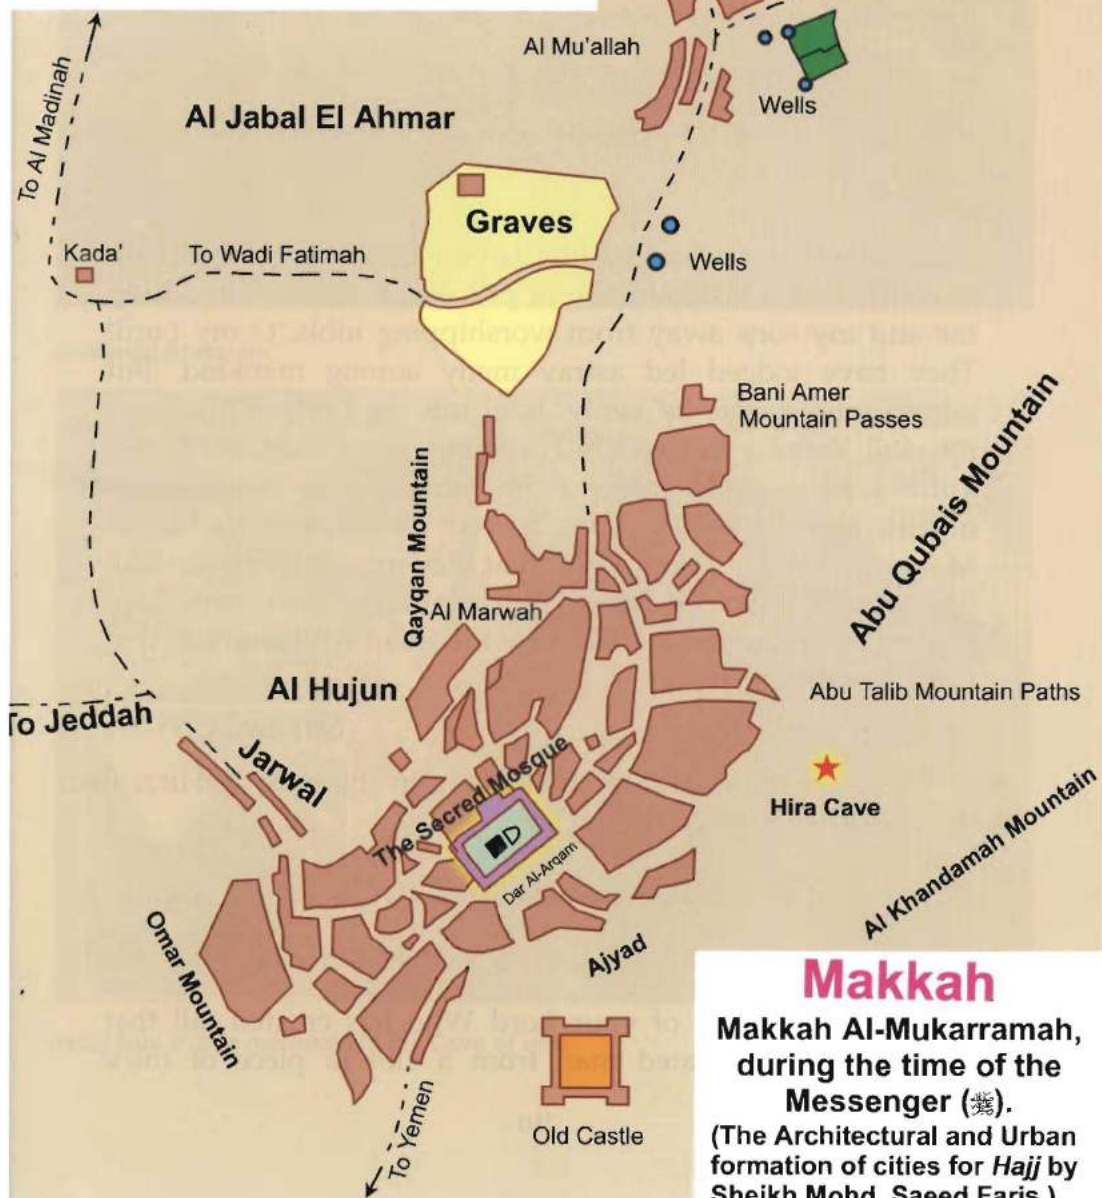 Al Mu'allah
Wells
To Al Madinah
Al Jabal El Ahmar
Graves
Kada'
To Wadi Fatimah
Wells
Bani Amer
Mountain Passes
Abu Qubais Mountain
Qayqan Mountain
Al Marwah
Al Hujun
Abu Talib Mountain Paths
To Jeddah
Jarwal
The Secred Mosque
Hira Cave
Dar Al-Arqam
Al Khandamah Mountain
Omar Mountain
Ajyad
To Yemen
Old Castle
Makkah
Makkah Al-Mukarramah,
during the time of the
Messenger (ﷺ).
(The Architectural and Urban
formation of cities for Hajj by
Sheikh Mohd. Saeed Faris.)